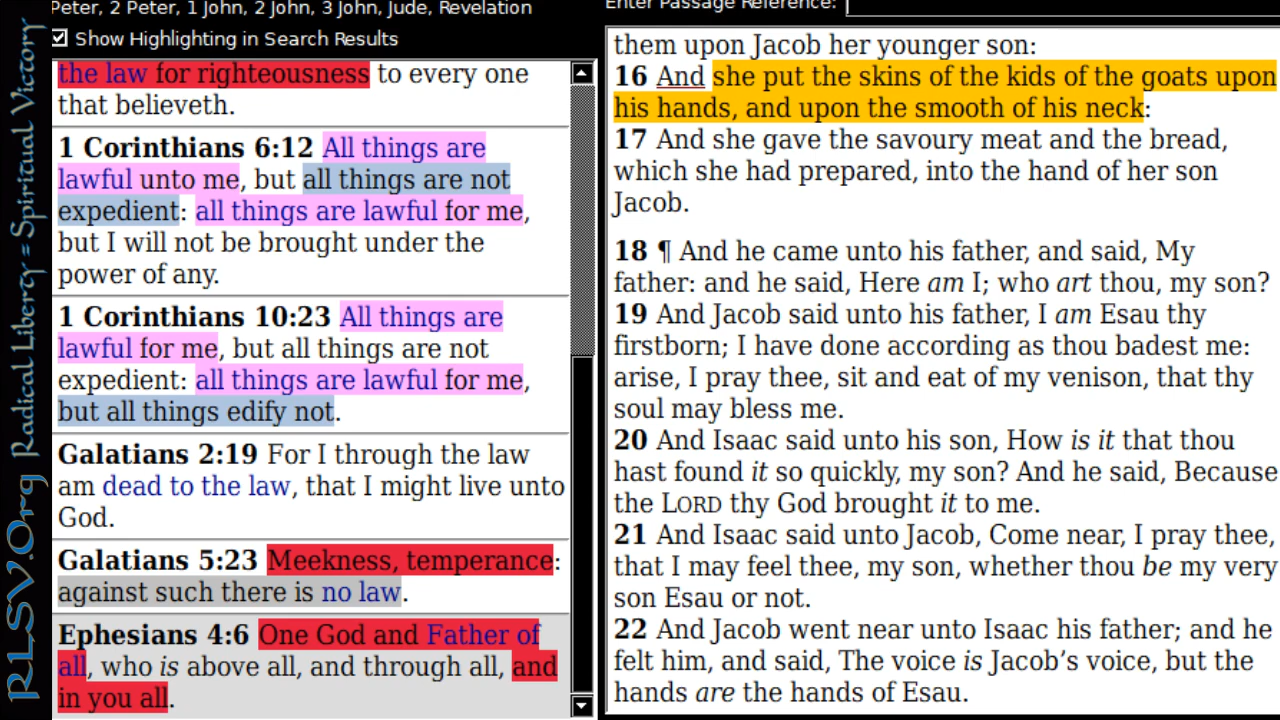 RLSV.Org Radical Liberty = Spiritual Victory
Peter, 2 Peter, 1 John, 2 John, 3 John, Jude, Revelation
Show Highlighting in Search Results
the law for righteousness to every one
that believeth.
1 Corinthians 6:12 All things are
lawful unto me, but all things are not
expedient: all things are lawful for me,
but I will not be brought under the
power of any.
1 Corinthians 10:23 All things are
lawful for me, but all things are not
expedient: all things are lawful for me,
but all things edify not.
Galatians 2:19 For I through the law
am dead to the law, that I might live unto
God.
Galatians 5:23 Meekness, temperance:
against such there is no law.
Ephesians 4:6 One God and Father of
all, who is above all, and through all, and
in you all.
Enter Passage Reference:
them upon Jacob her younger son:
16 And she put the skins of the kids of the goats upon
his hands, and upon the smooth of his neck:
17 And she gave the savoury meat and the bread,
which she had prepared, into the hand of her son
Jacob.
18 ¶ And he came unto his father, and said, My
father: and he said, Here am I; who art thou, my son?
19 And Jacob said unto his father, I am Esau thy
firstborn; I have done according as thou badest me:
arise, I pray thee, sit and eat of my venison, that thy
soul may bless me.
20 And Isaac said unto his son, How is it that thou
hast found it so quickly, my son? And he said, Because
the LORD thy God brought it to me.
21 And Isaac said unto Jacob, Come near, I pray thee,
that I may feel thee, my son, whether thou be my very
son Esau or not.
22 And Jacob went near unto Isaac his father; and he
felt him, and said, The voice is Jacob’s voice, but the
hands are the hands of Esau.